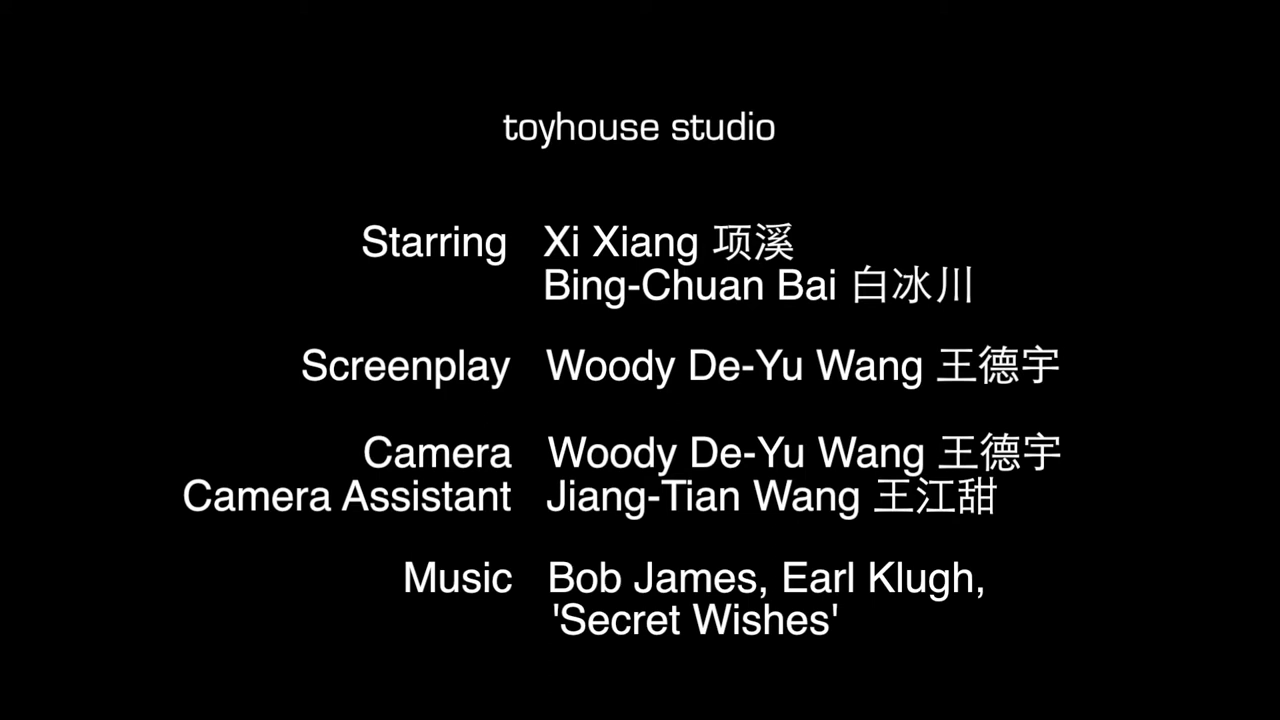 toyhouse studio
Starring Xi Xiang 项溪
Bing-Chuan Bai 白冰川
Screenplay Woody De-Yu Wang 王德宇
Camera Woody De-Yu Wang 王德宇
Camera Assistant Jiang-Tian Wang 王江甜
Music Bob James, Earl Klugh,
'Secret Wishes'